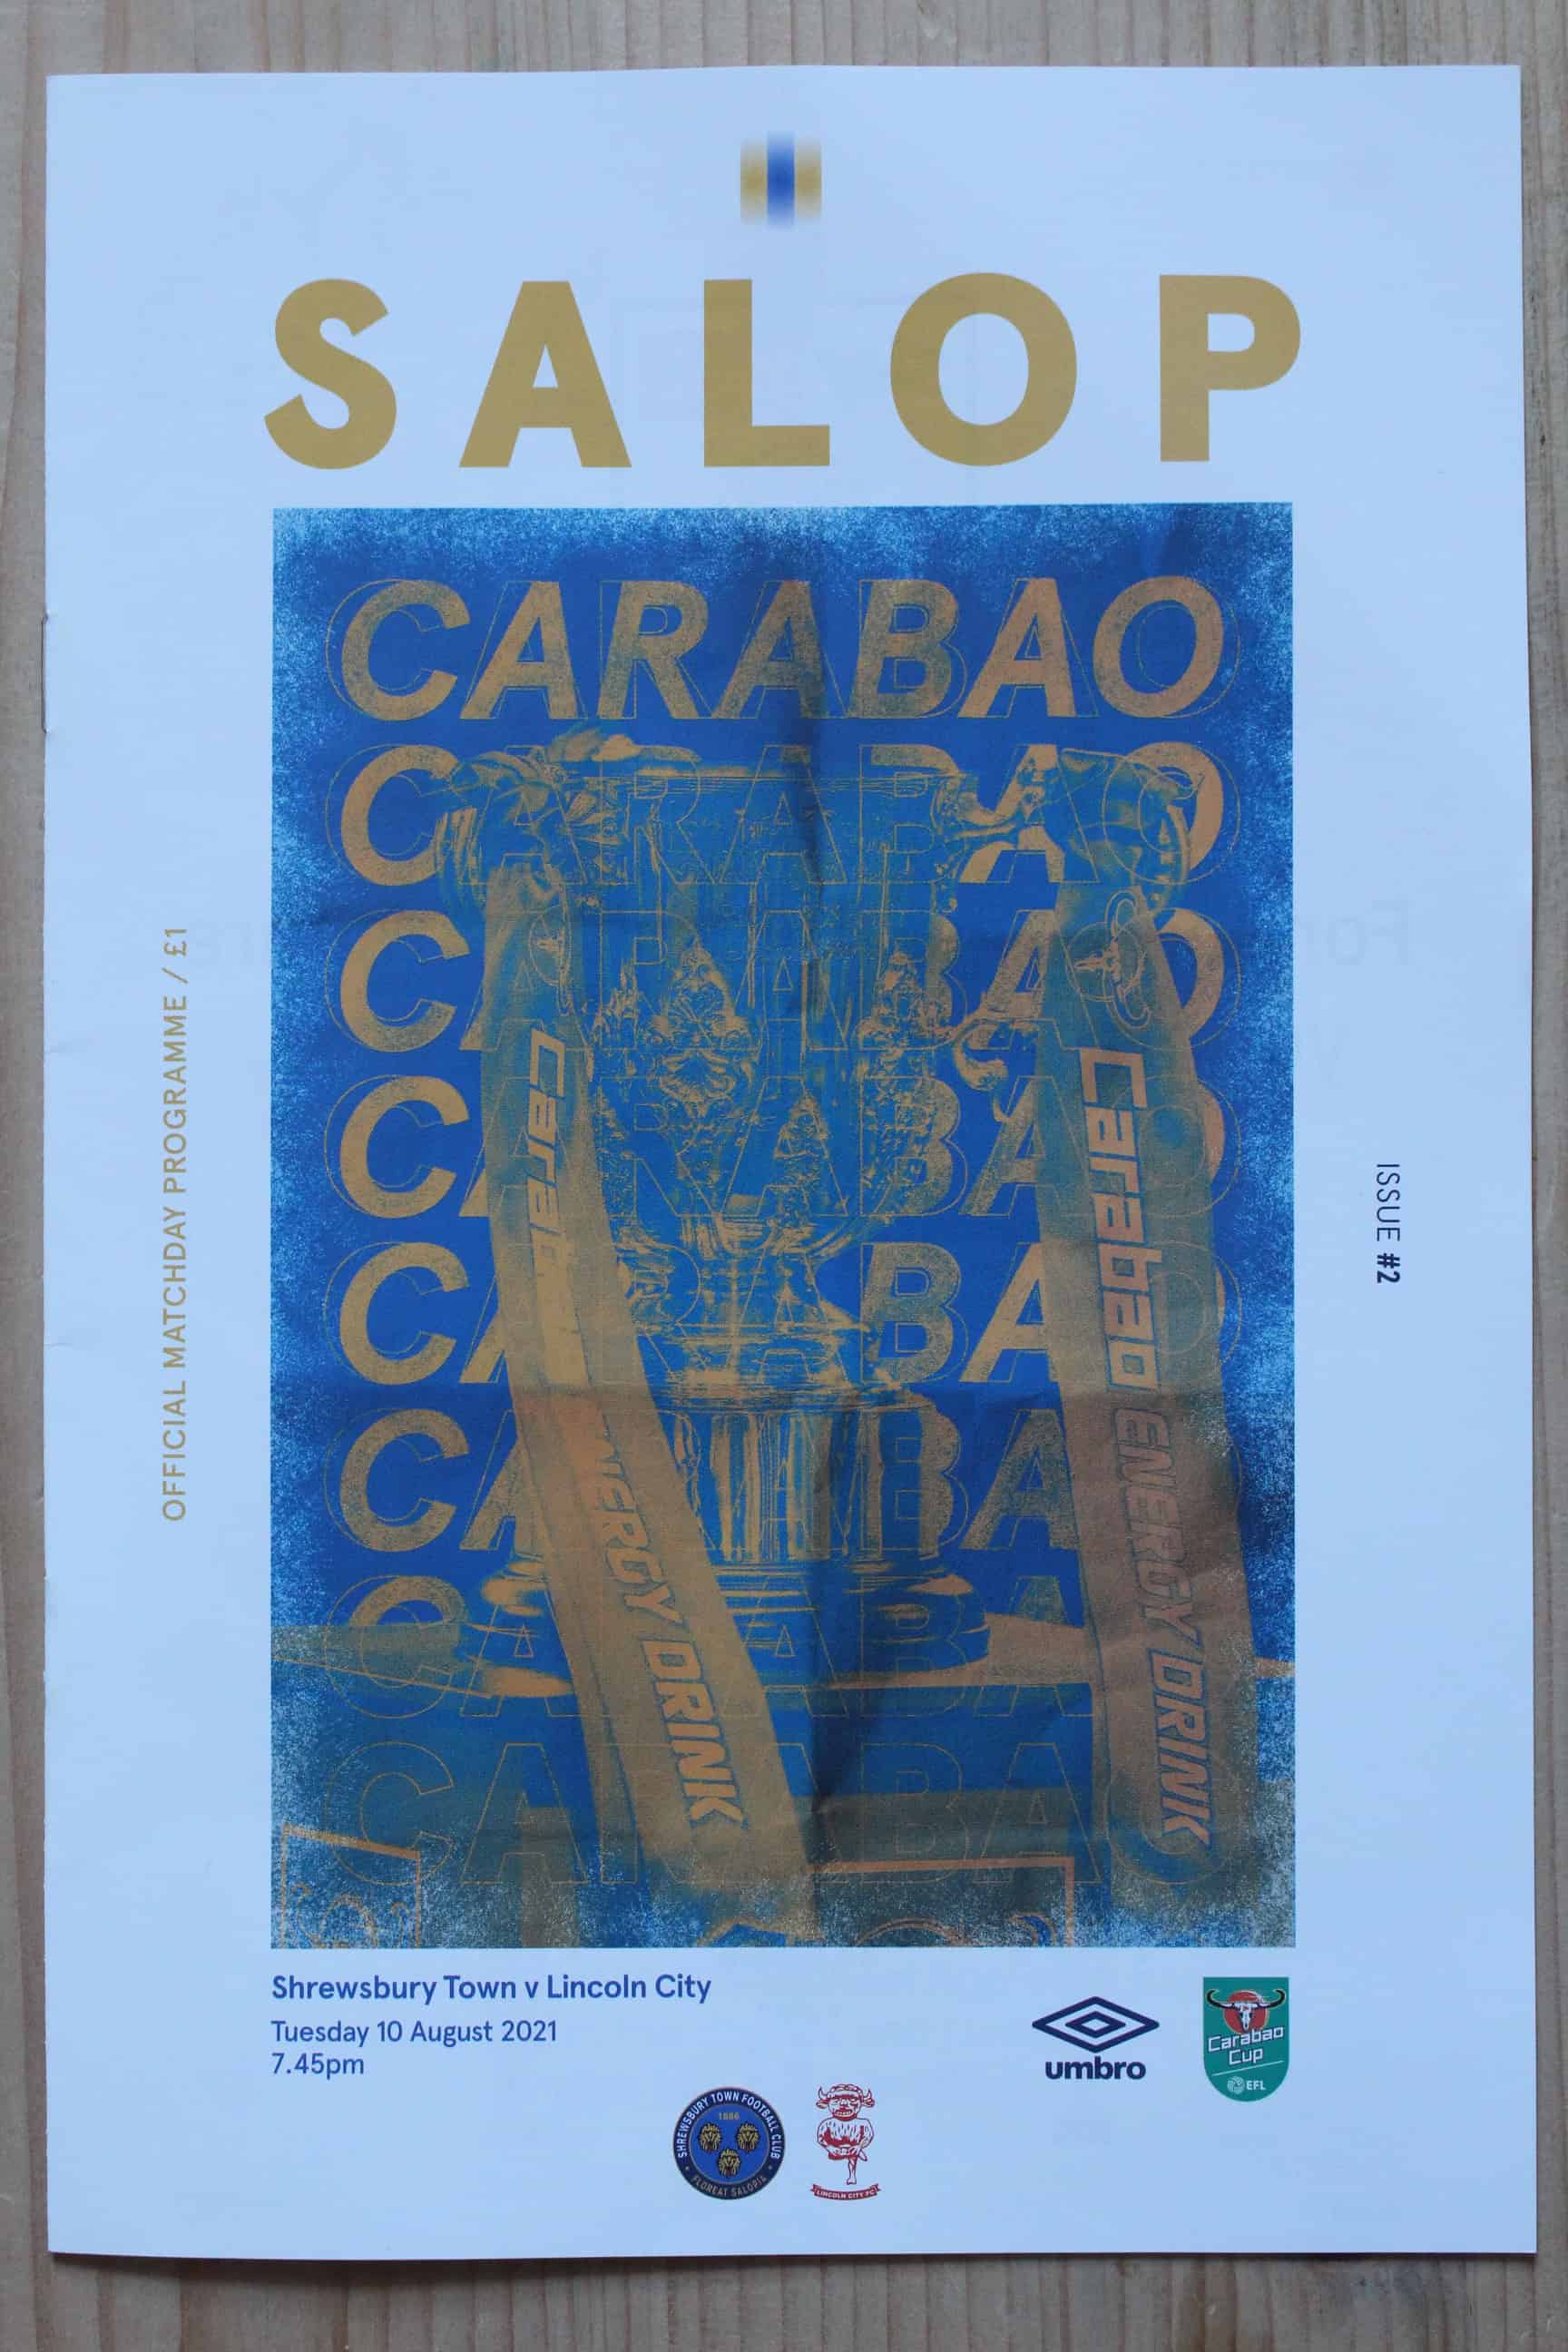 SALOP
CARABAO
CARABAO
CARABAO
CARABAO
CARABAO
CARABAO
CARABAO
CARABAO
Carabao ENERGY DRINK
Carabao ENERGY DRINK
OFFICIAL MATCHDAY PROGRAMME / £1
ISSUE #2
Shrewsbury Town v Lincoln City
Tuesday 10 August 2021
7.45pm
umbro
Carabao
Cup
EFL
SHREWSBURY TOWN FOOTBALL CLUB
1886
FLOREAT SALOPIA
LINCOLN CITY FC